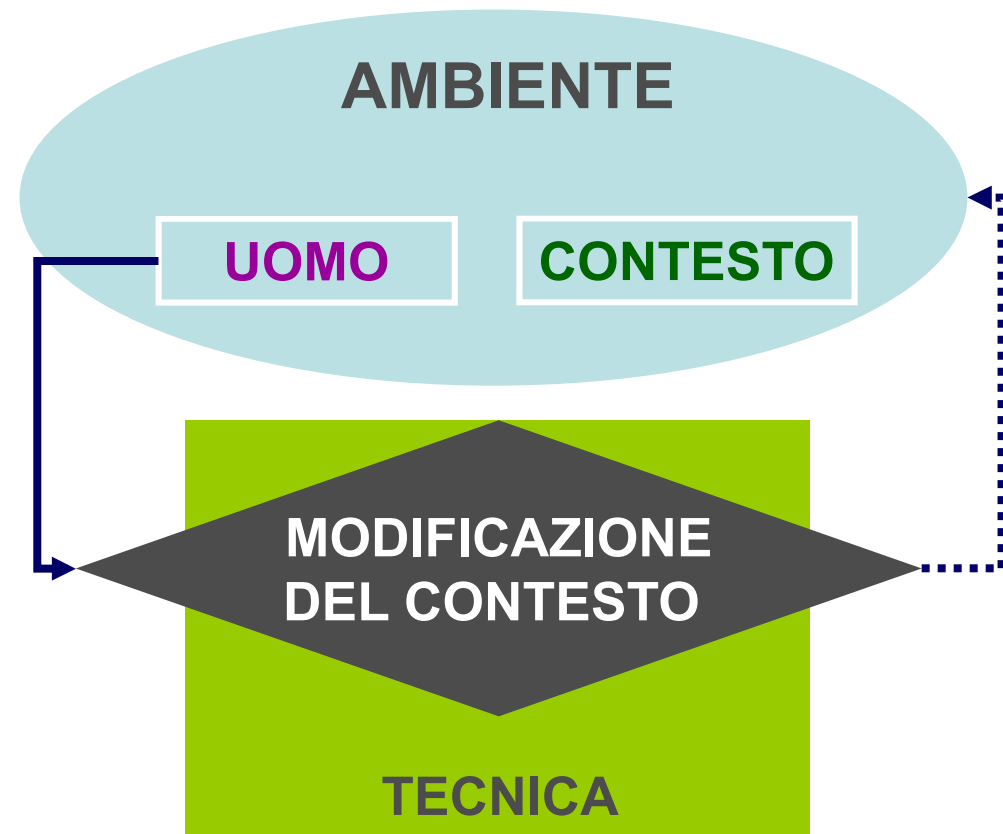 AMBIENTE
UOMO
CONTESTO
MODIFICAZIONE
DEL CONTESTO
TECNICA